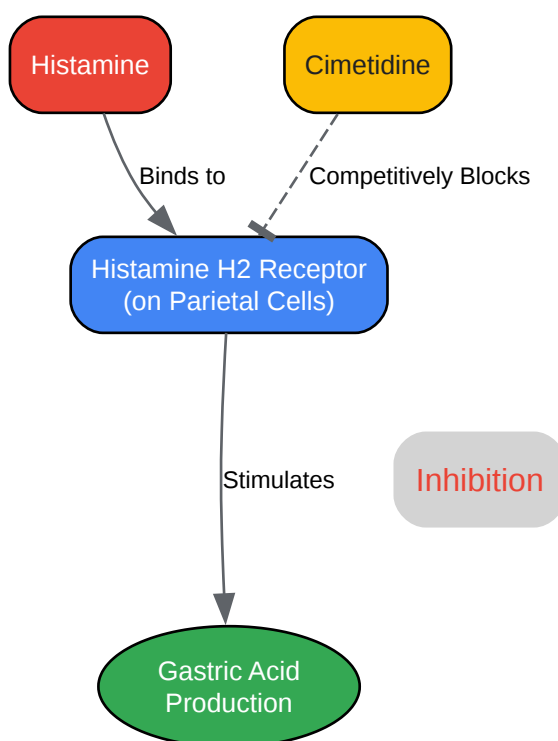 Histamine
Cimetidine
Binds to
Competitively Blocks
Histamine H2 Receptor
(on Parietal Cells)
Stimulates
Inhibition
Gastric Acid
Production